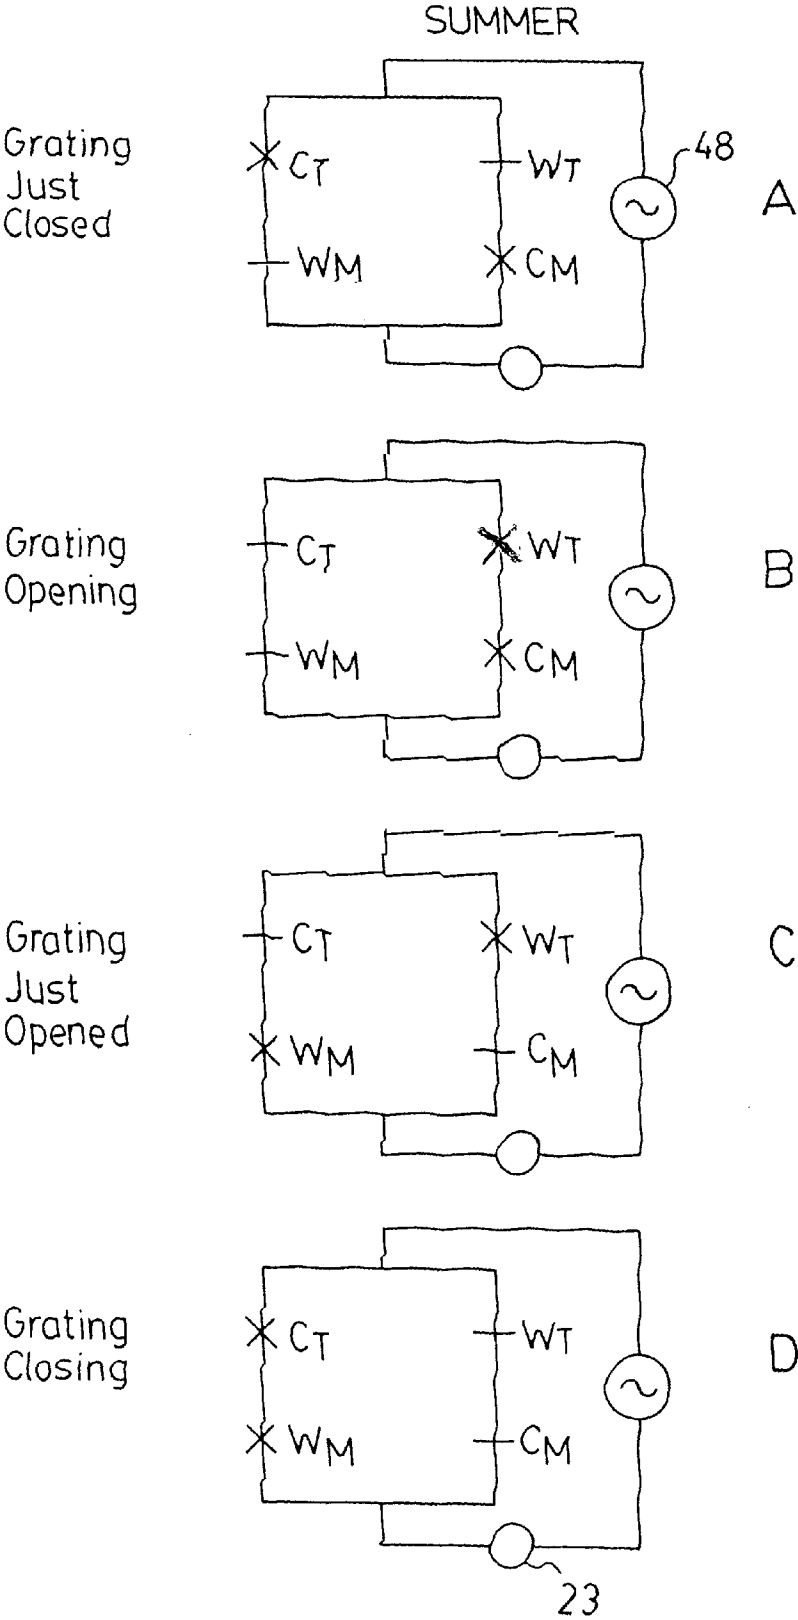 SUMMER
Grating
Just
Closed
CT
WT
WM
CM
48
A
Grating
Opening
CT
WT
WM
CM
B
Grating
Just
Opened
CT
WT
WM
CM
C
Grating
Closing
CT
WT
WM
CM
D
23